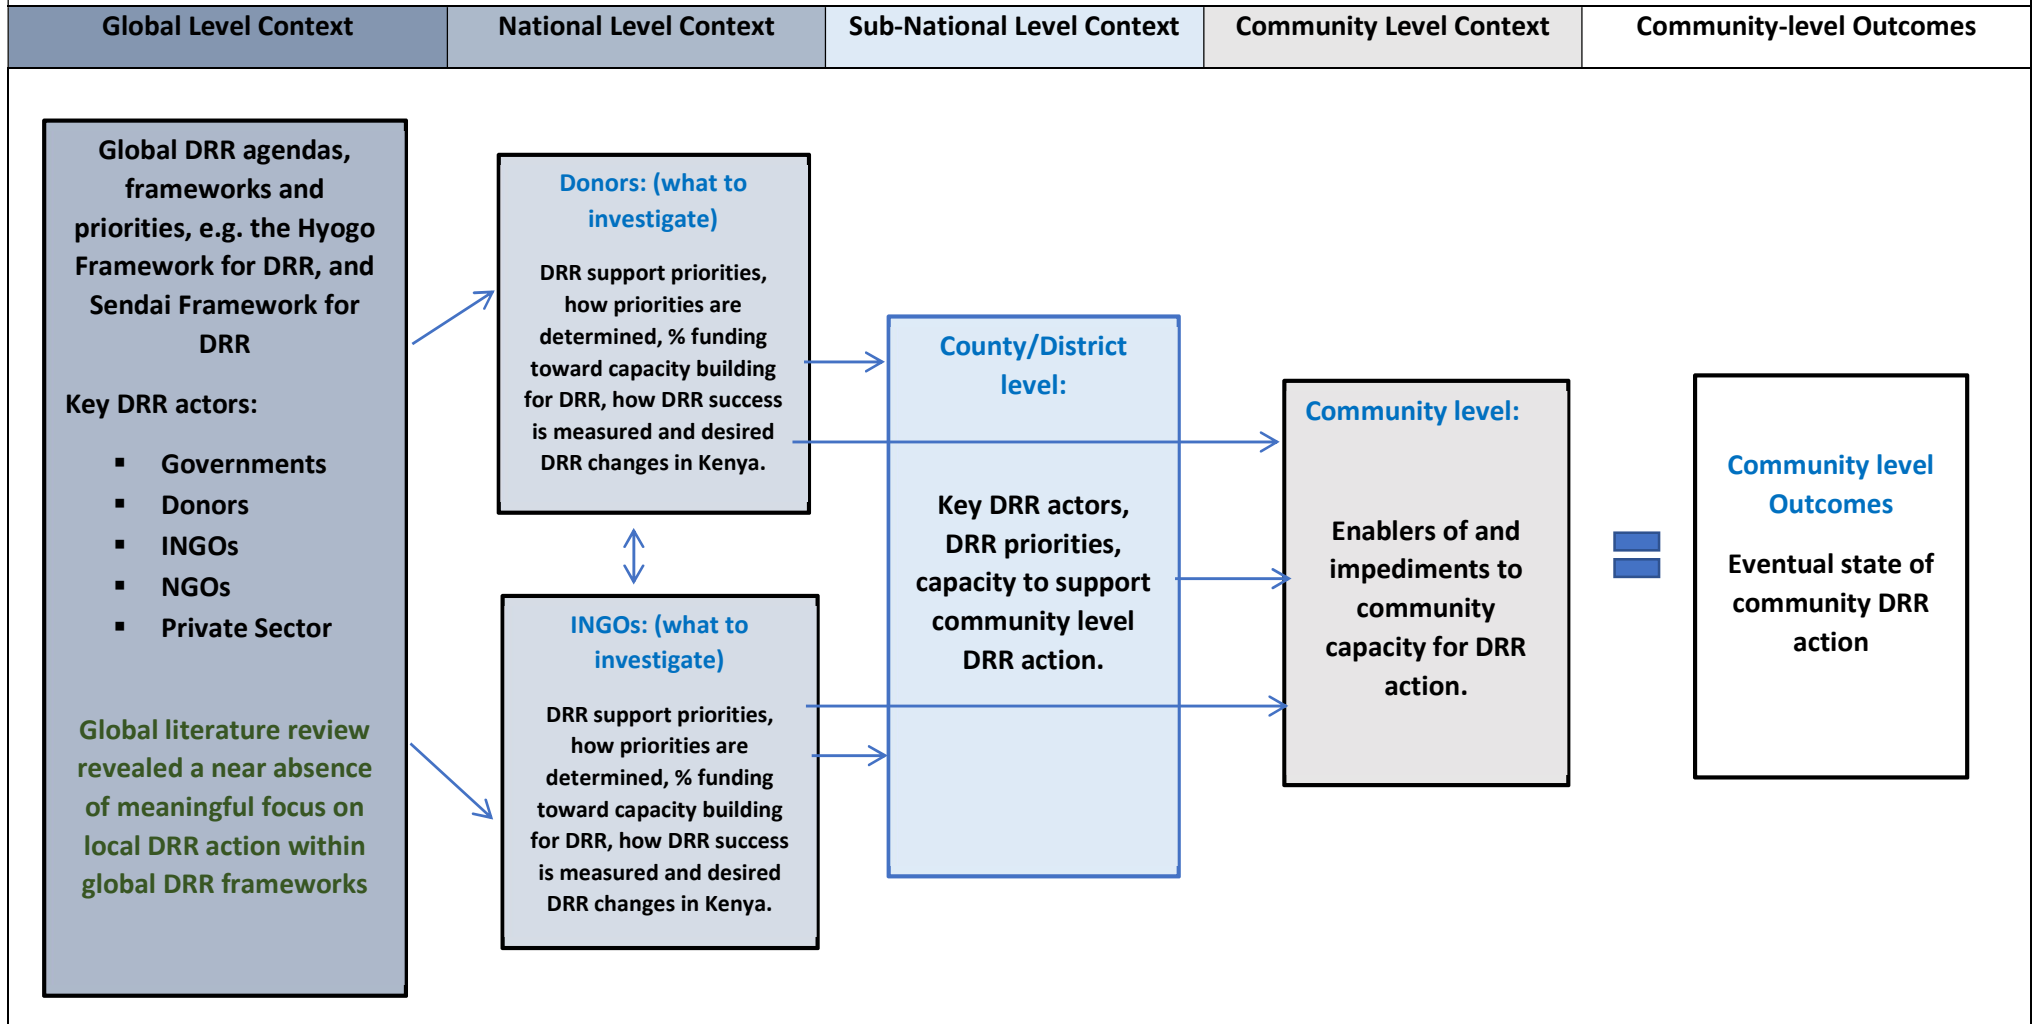 Global Level Context
National Level Context
Sub-National Level Context
Community Level Context
Community-level Outcomes
Global DRR agendas,
frameworks and
priorities, e.g. the Hyogo
Framework for DRR, and
Sendai Framework for
DRR
Key DRR actors:
▪ Governments
▪ Donors
▪ INGOs
▪ NGOs
▪ Private Sector
Global literature review
revealed a near absence
of meaningful focus on
local DRR action within
global DRR frameworks
Donors: (what to
investigate)
DRR support priorities,
how priorities are
determined, % funding
toward capacity building
for DRR, how DRR success
is measured and desired
DRR changes in Kenya.
INGOs: (what to
investigate)
DRR support priorities,
how priorities are
determined, % funding
toward capacity building
for DRR, how DRR success
is measured and desired
DRR changes in Kenya.
County/District
level:
Key DRR actors,
DRR priorities,
capacity to support
community level
DRR action.
Community level:
Enablers of and
impediments to
community
capacity for DRR
action.
Community level
Outcomes
Eventual state of
community DRR
action